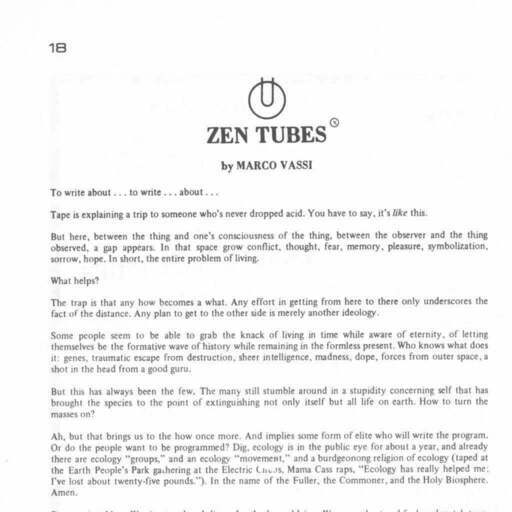 18
ZEN TUBES
by MARCO VASSI
To write about . . . to write . . . about . . .
Tape is explaining a trip to someone who's never dropped acid. You have to say, it's like this.
But here, between the thing and one's consciousness of the thing, between the observer and the thing
observed, a gap appears. In that space grow conflict, thought, fear, memory, pleasure, symbolization,
sorrow, hope. In short, the entire problem of living.
What helps?
The trap is that any how becomes a what. Any effort in getting from here to there only underscores the
fact of the distance. Any plan to get to the other side is merely another ideology.
Some people seem to be able to grab the knack of living in time while aware of eternity, of letting
themselves be the formative wave of history while remaining in the formless present. Who knows what does
it: genes, traumatic escape from destruction, sheer intelligence, madness, dope, forces from outer space, a
shot in the head from a good guru.
But this has always been the few. The many still stumble around in a stupidity concerning self that has
brought the species to the point of extinguishing not only itself but all life on earth. How to turn the
masses on?
Ah, but that brings us to the how once more. And implies some form of elite who will write the program.
Or do the people want to be programmed? Dig, ecology is in the public eye for about a year, and already
there are ecology "groups," and an ecology "movement," and a burdgeonong religion of ecology (taped at
the Earth People's Park gathering at the Electric Circus, Mama Cass raps, "Ecology has really helped me;
I've lost about twenty-five pounds."). In the name of the Fuller, the Commoner, and the Holy Biosphere.
Amen.